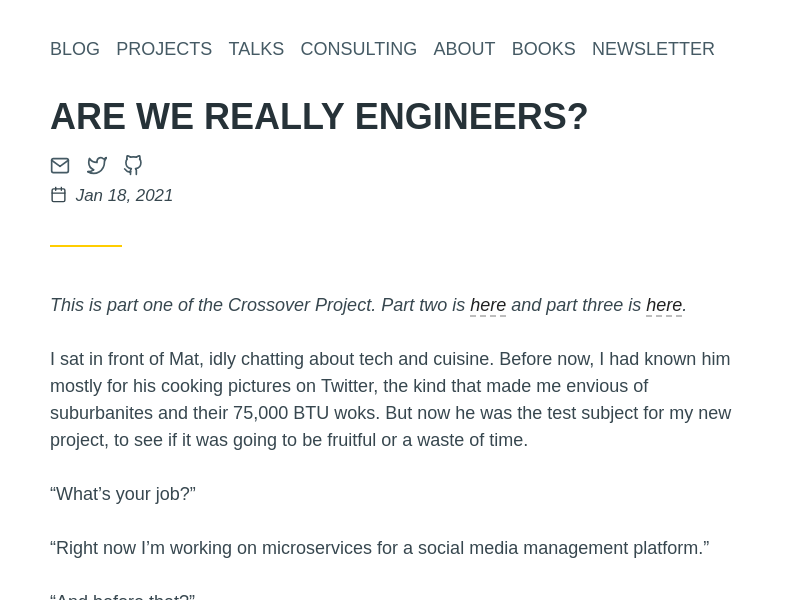 BLOG PROJECTS TALKS CONSULTING ABOUT BOOKS NEWSLETTER
ARE WE REALLY ENGINEERS?
Jan 18, 2021
This is part one of the Crossover Project. Part two is here and part three is here.
I sat in front of Mat, idly chatting about tech and cuisine. Before now, I had known him
mostly for his cooking pictures on Twitter, the kind that made me envious of
suburbanites and their 75,000 BTU woks. But now he was the test subject for my new
project, to see if it was going to be fruitful or a waste of time.
“What’s your job?”
“Right now I’m working on microservices for a social media management platform.”
“And before that?”